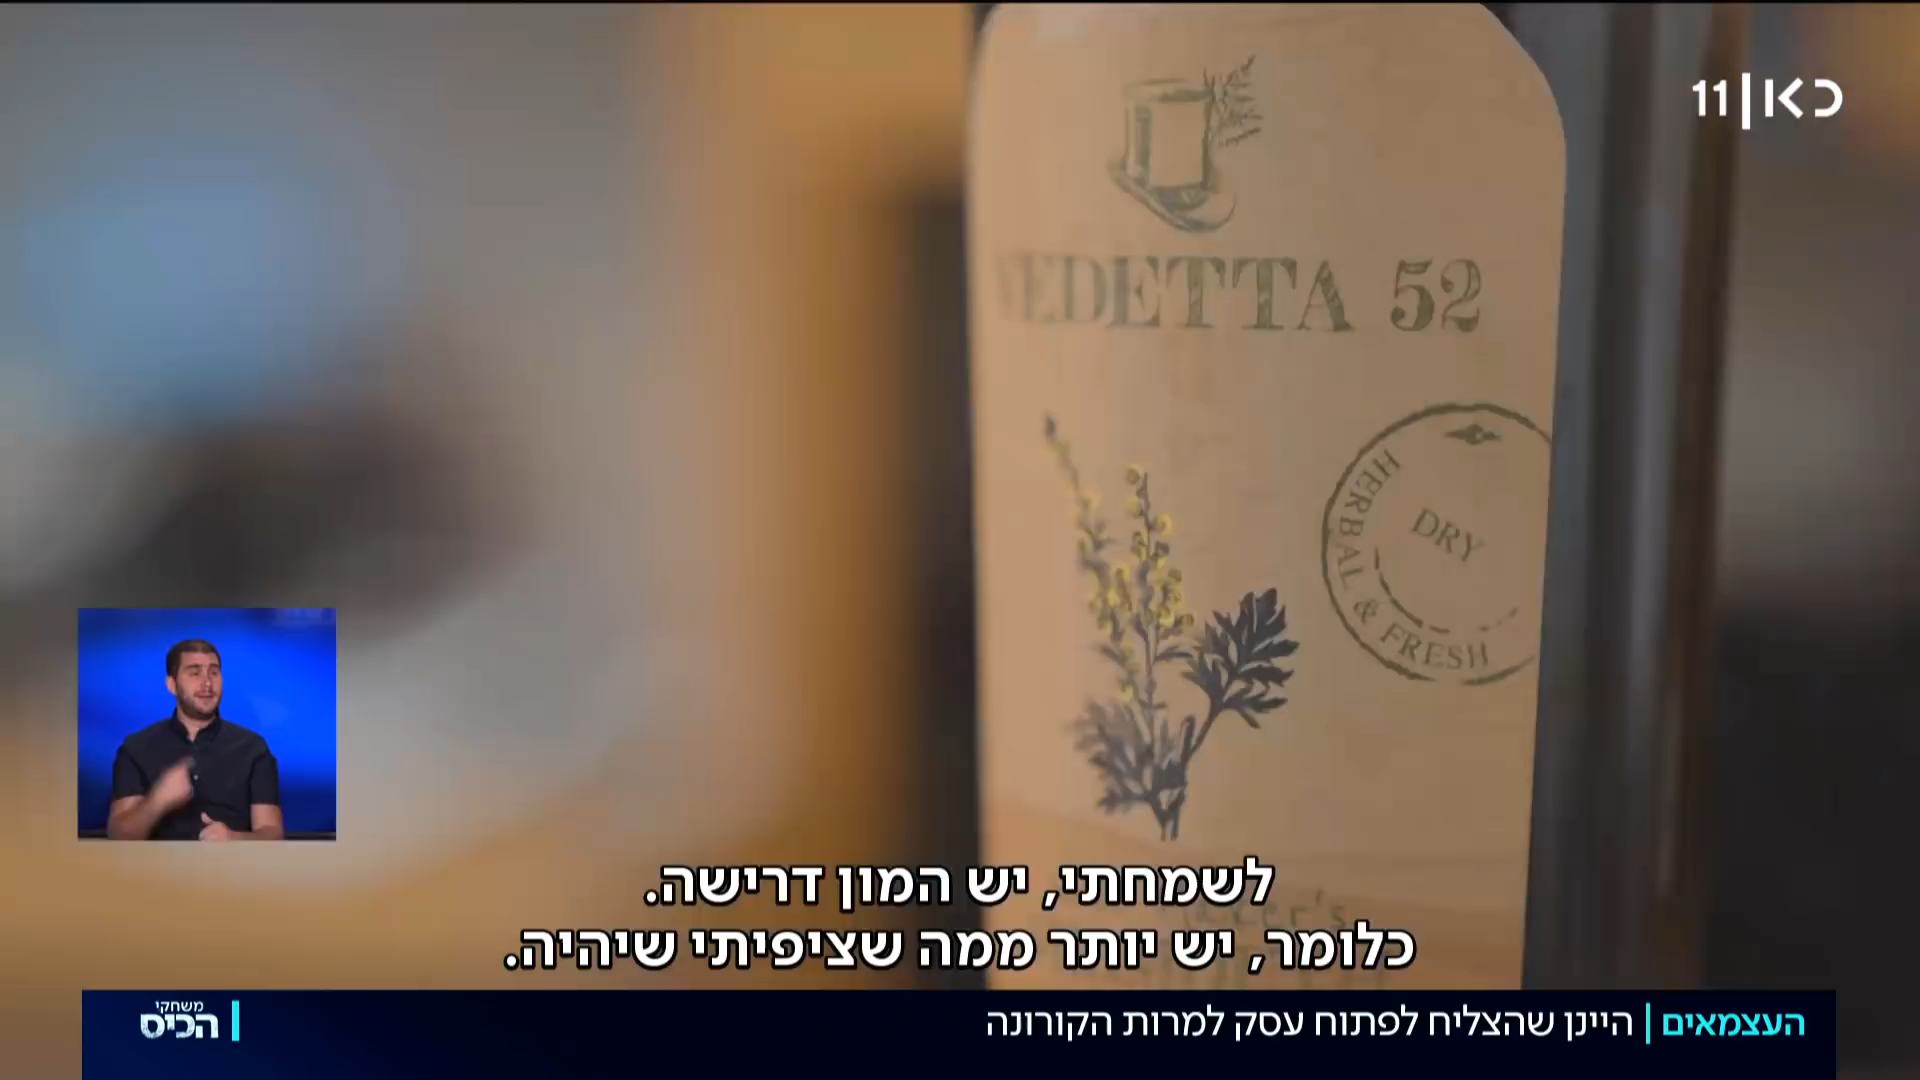 כאן 11
VEDETTA 52
HERBAL & FRESH
DRY
לשמחתי, יש המון דרישה.
כלומר, יש יותר ממה שציפיתי שיהיה.
העצמאים | היינן שהצליח לפתוח עסק למרות הקורונה
משחקי
הכיס